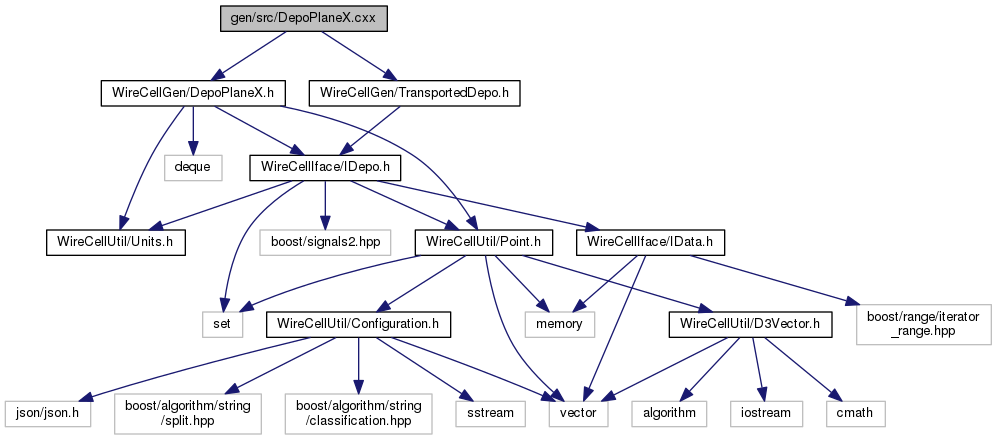 gen/src/DepoPlaneX.cxx
WireCellGen/DepoPlaneX.h
WireCellGen/TransportedDepo.h
deque
WireCellIface/IDepo.h
WireCellUtil/Units.h
boost/signals2.hpp
WireCellUtil/Point.h
WireCellIface/IData.h
set
WireCellUtil/Configuration.h
memory
WireCellUtil/D3Vector.h
boost/range/iterator
_range.hpp
json/json.h
boost/algorithm/string
/split.hpp
boost/algorithm/string
/classification.hpp
sstream
vector
algorithm
iostream
cmath